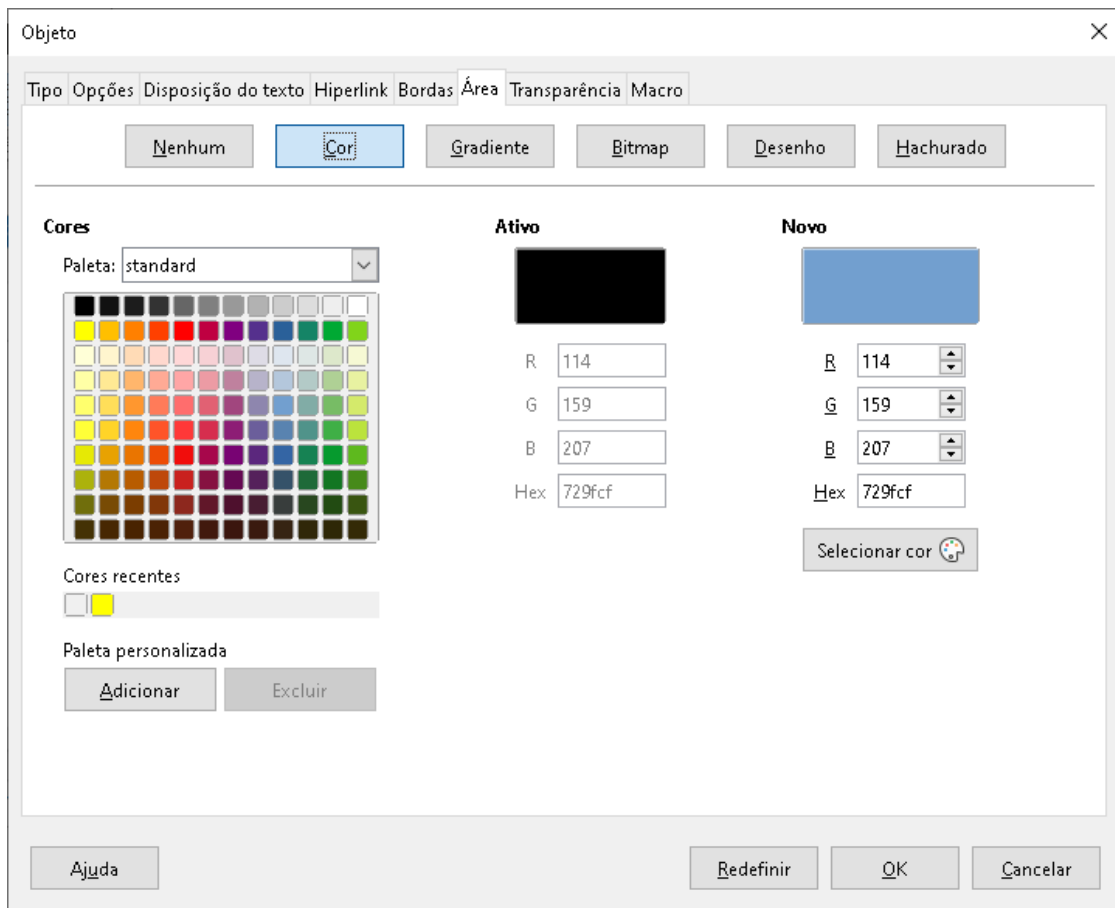 Objeto
Tipo Opções Disposição do texto Hiperlink Bordas Área Transparência Macro
Nenhum Cor Gradiente Bitmap Desenho Hachurado
Cores Ativo Novo
Paleta: standard
R 114 R 114
G 159 G 159
B 207 B 207
Hex 729fcf Hex 729fcf
Selecionar cor
Cores recentes
Paleta personalizada
Adicionar Excluir
Ajuda Redefinir OK Cancelar